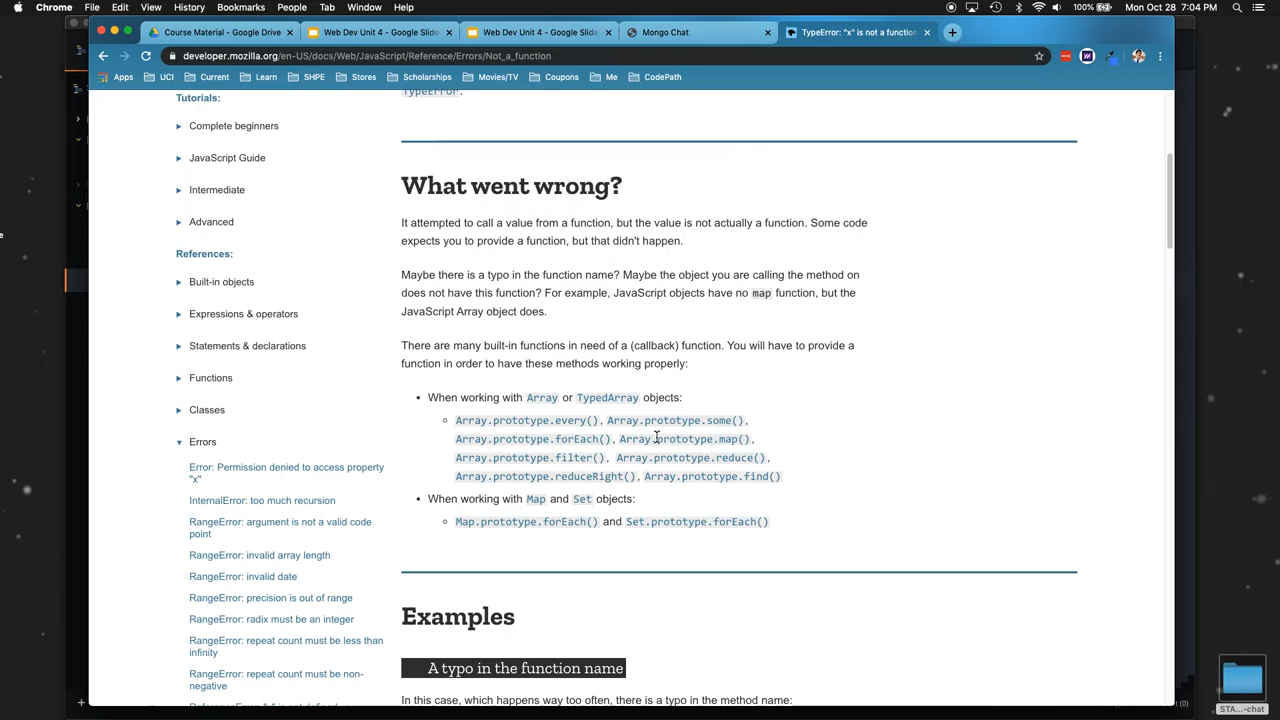 Chrome File Edit View History Bookmarks People Window Help
100% Mon Oct 28 7:04 PM
Course Material - Google Drive
Web Dev Unit 4 - Google Slide
Web Dev Unit 4 - Google Slide
Mongo Chat
TypeError: "x" is not a function
developer.mozilla.org/en-US/docs/Web/JavaScript/Reference/Errors/Not_a_function
Apps UCI Current Learn SHPE Stores Scholarships Movies/TV Coupons Me CodePath
Tutorials:
Complete beginners
JavaScript Guide
Intermediate
Advanced
References:
Built-in objects
Expressions & operators
Statements & declarations
Functions
Classes
Errors
Error: Permission denied to access property
"x"
InternalError: too much recursion
RangeError: argument is not a valid code
point
RangeError: invalid array length
RangeError: invalid date
RangeError: precision is out of range
RangeError: radix must be an integer
RangeError: repeat count must be less than
infinity
RangeError: repeat count must be non-
negative
TypeError.
What went wrong?
It attempted to call a value from a function, but the value is not actually a function. Some code
expects you to provide a function, but that didn't happen.
Maybe there is a typo in the function name? Maybe the object you are calling the method on
does not have this function? For example, JavaScript objects have no map function, but the
JavaScript Array object does.
There are many built-in functions in need of a (callback) function. You will have to provide a
function in order to have these methods working properly:
When working with Array or TypedArray objects:
Array.prototype.every(), Array.prototype.some(),
Array.prototype.forEach(), Array.prototype.map(),
Array.prototype.filter(), Array.prototype.reduce(),
Array.prototype.reduceRight(), Array.prototype.find()
When working with Map and Set objects:
Map.prototype.forEach() and Set.prototype.forEach()
Examples
A typo in the function name
In this case, which happens way too often, there is a typo in the method name:
STA...-chat